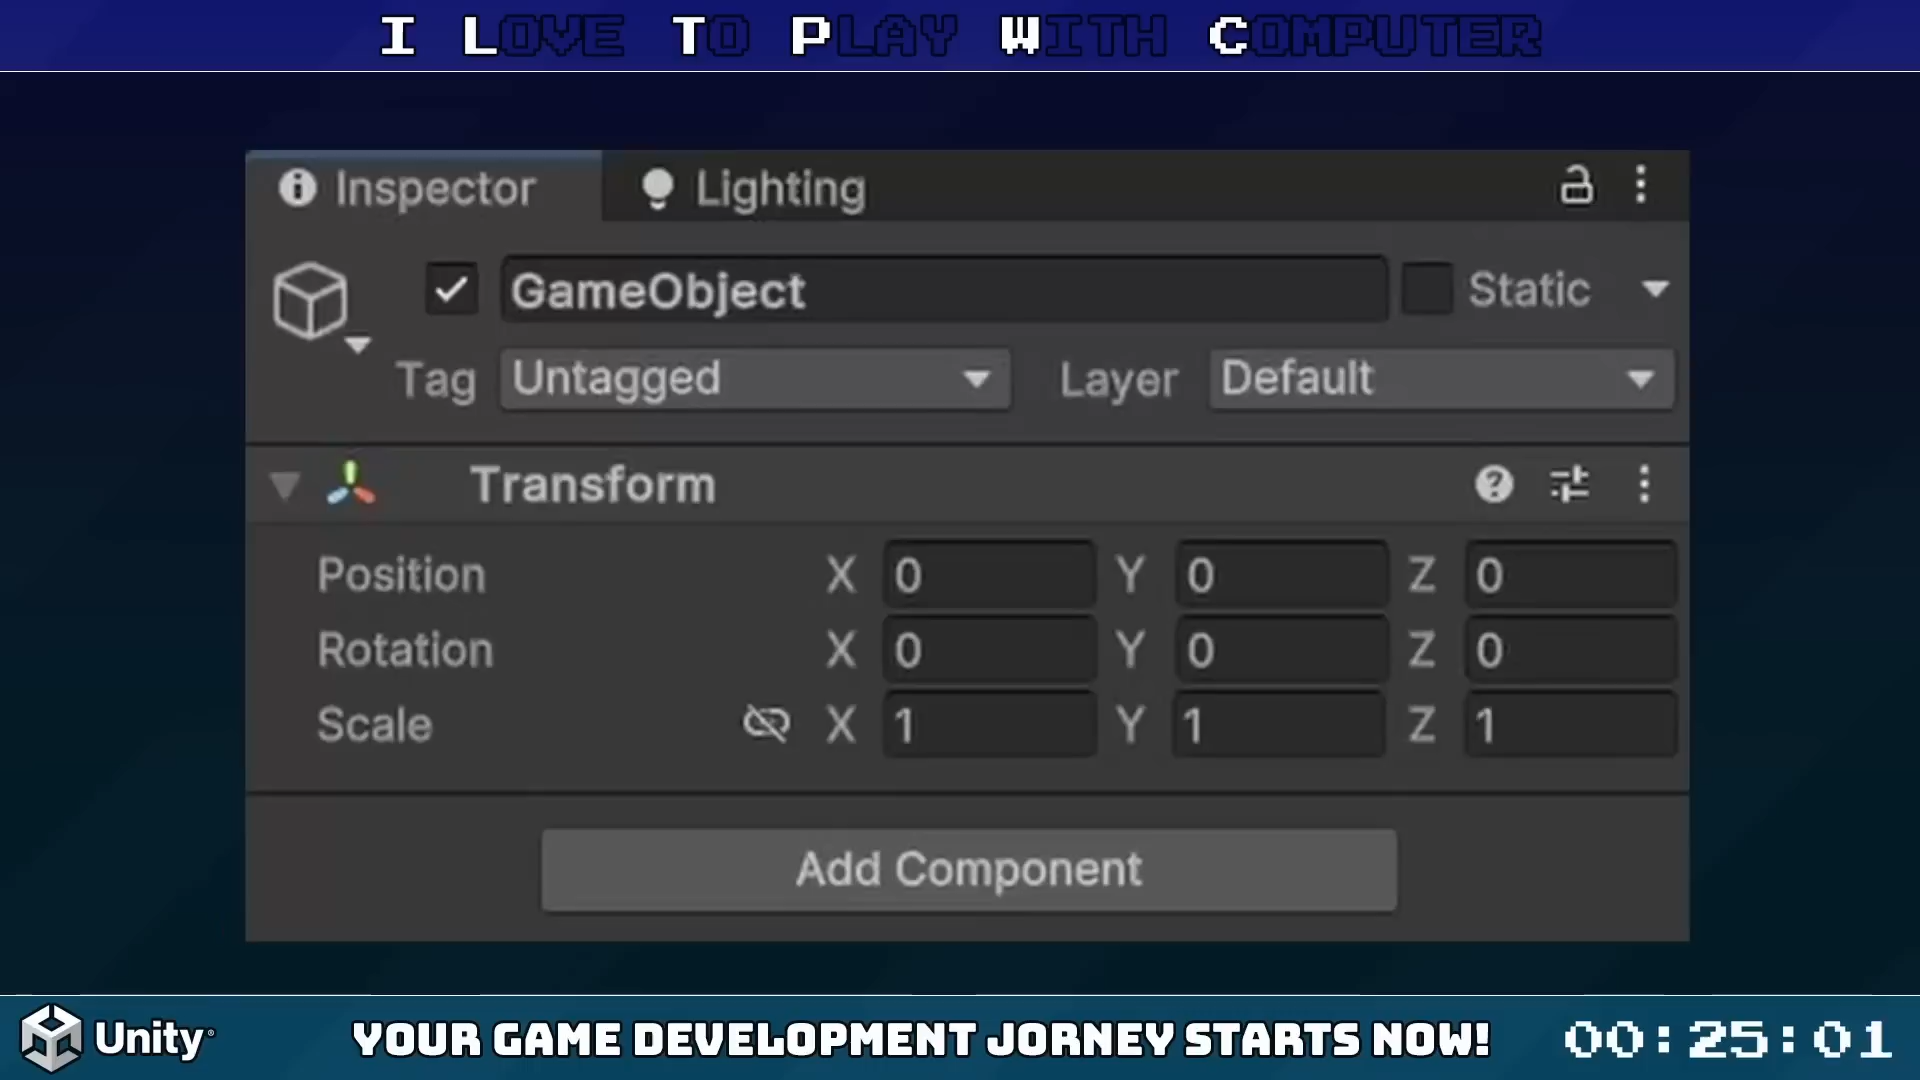 I Love To Play With Computer
Inspector Lighting
GameObject Static
Tag Untagged Layer Default
Transform
Position X 0 Y 0 Z 0
Rotation X 0 Y 0 Z 0
Scale X 1 Y 1 Z 1
Add Component
Unity YOUR GAME DEVELOPMENT JORNEY STARTS NOW! 00:25:01